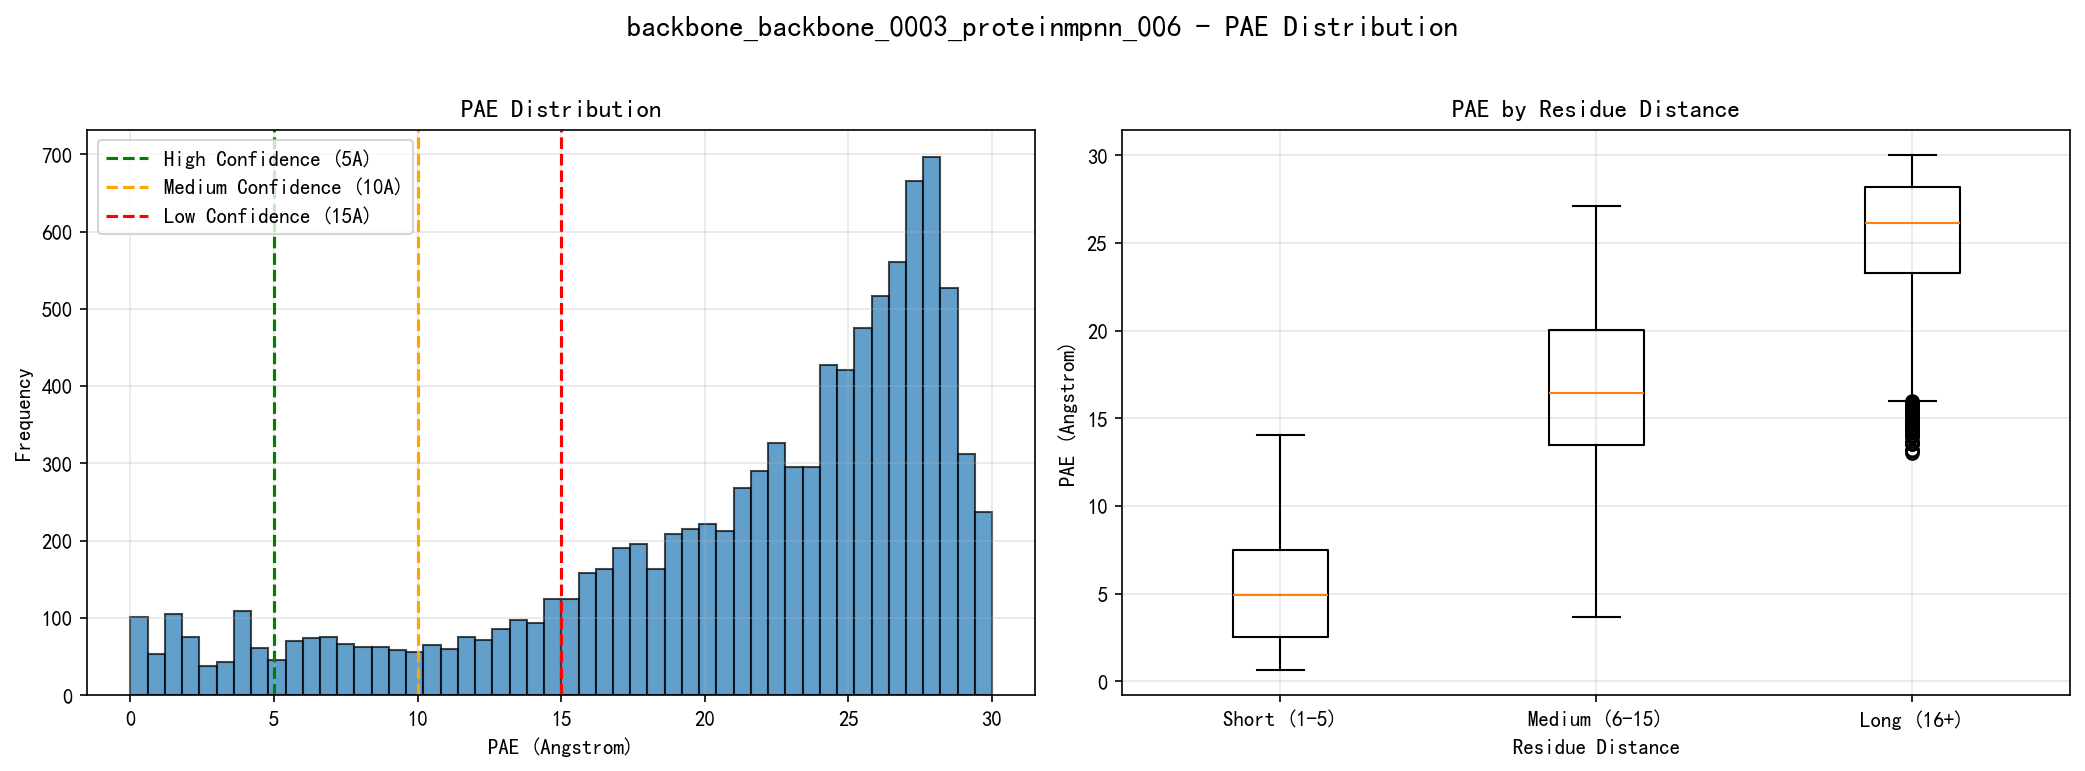 backbone_backbone_0003_proteinmpnn_006 - PAE Distribution
PAE Distribution
High Confidence (5A)
Medium Confidence (10A)
Low Confidence (15A)
Frequency
700
600
500
400
300
200
100
0
0 5 10 15 20 25 30
PAE (Angstrom)
PAE by Residue Distance
PAE (Angstrom)
30
25
20
15
10
5
0
Short (1-5) Medium (6-15) Long (16+)
Residue Distance